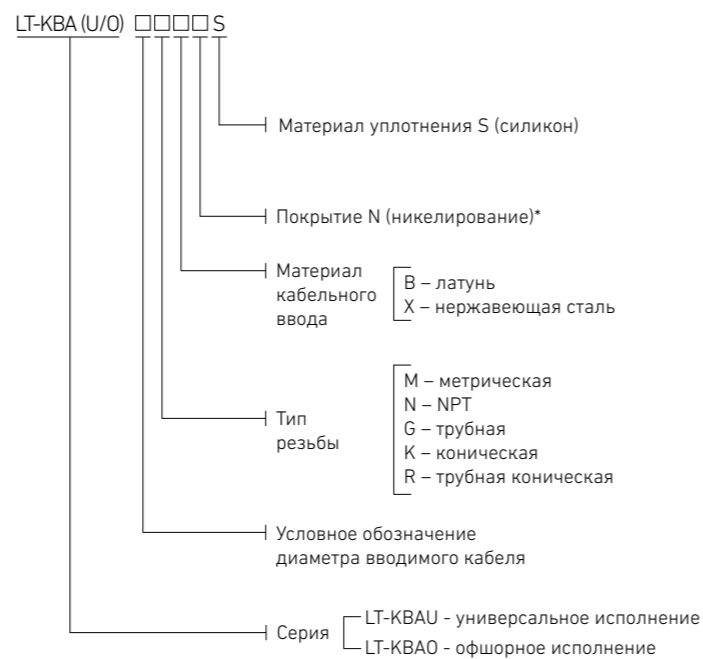 LT-KBA (U/O) □□□□ S
Материал уплотнения S (силикон)
Покрытие N (никелирование)*
Материал
кабельного
ввода
B – латунь
X – нержавеющая сталь
Тип
резьбы
M – метрическая
N – NPT
G – трубная
K – коническая
R – трубная коническая
Условное обозначение
диаметра вводимого кабеля
Серия
LT-KBAU - универсальное исполнение
LT-KBAO - офшорное исполнение